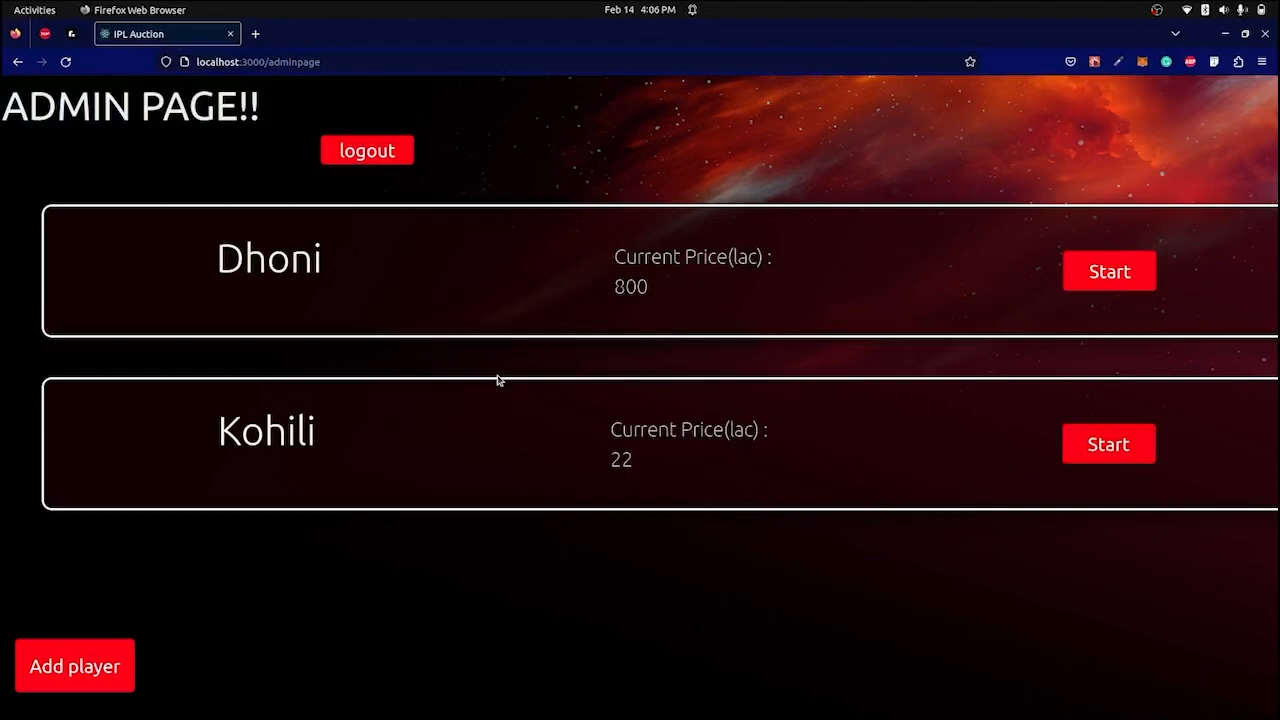 Activities
Firefox Web Browser
Feb 14 4:06 PM
IPL Auction
localhost:3000/adminpage
ADMIN PAGE!!
logout
Dhoni
Current Price(lac) :
800
Start
Kohili
Current Price(lac) :
22
Start
Add player